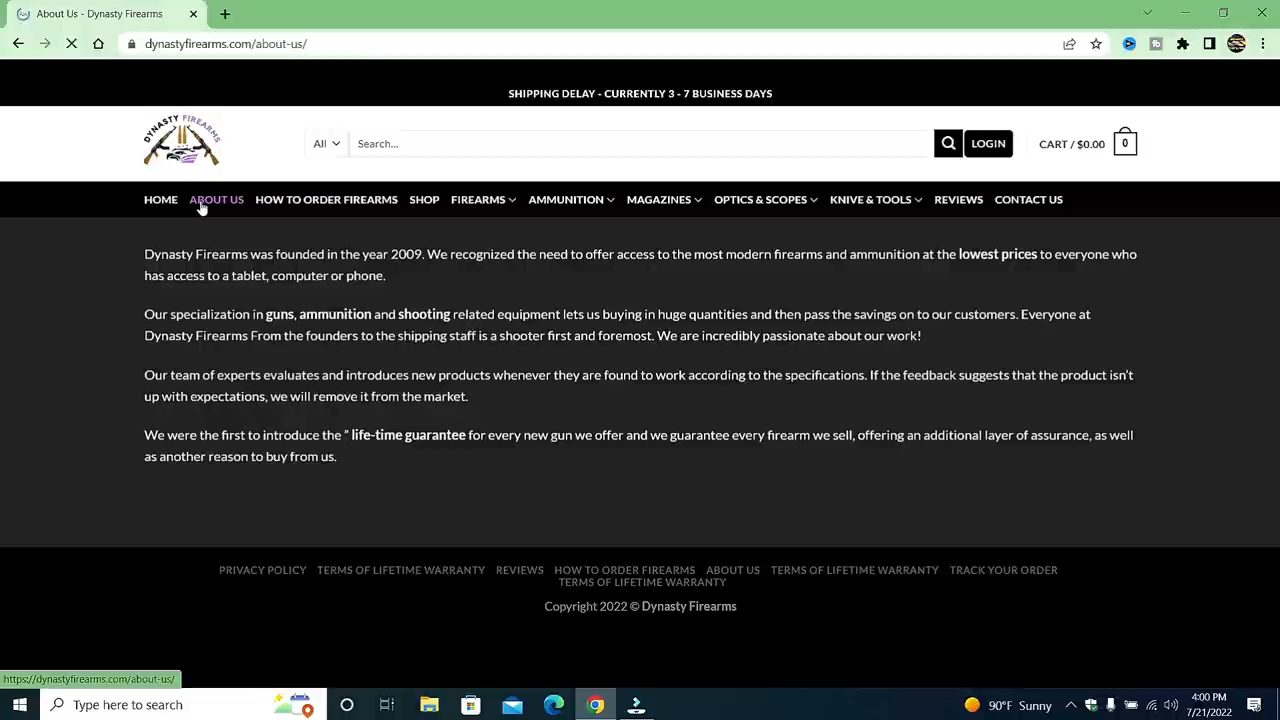 About Us - Dynasty Firearms
dynastyfirearms.com/about-us/
SHIPPING DELAY - CURRENTLY 3 - 7 BUSINESS DAYS
DYNASTY FIREARMS
All
Search...
LOGIN
CART / $0.00
0
HOME ABOUT US HOW TO ORDER FIREARMS SHOP FIREARMS AMMUNITION MAGAZINES OPTICS & SCOPES KNIVE & TOOLS REVIEWS CONTACT US
Dynasty Firearms was founded in the year 2009. We recognized the need to offer access to the most modern firearms and ammunition at the lowest prices to everyone who
has access to a tablet, computer or phone.
Our specialization in guns, ammunition and shooting related equipment lets us buying in huge quantities and then pass the savings on to our customers. Everyone at
Dynasty Firearms From the founders to the shipping staff is a shooter first and foremost. We are incredibly passionate about our work!
Our team of experts evaluates and introduces new products whenever they are found to work according to the specifications. If the feedback suggests that the product isn't
up with expectations, we will remove it from the market.
We were the first to introduce the ” life-time guarantee for every new gun we offer and we guarantee every firearm we sell, offering an additional layer of assurance, as well
as another reason to buy from us.
PRIVACY POLICY TERMS OF LIFETIME WARRANTY REVIEWS HOW TO ORDER FIREARMS ABOUT US TERMS OF LIFETIME WARRANTY TRACK YOUR ORDER
TERMS OF LIFETIME WARRANTY
Copyright 2022 © Dynasty Firearms
https://dynastyfirearms.com/about-us/
Type here to search
90°F Sunny
4:00 PM
7/21/2022